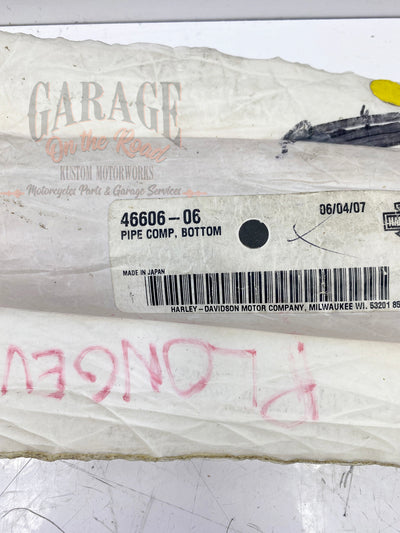 GARAGE
On the Road
KUSTOM MOTORWORKS
Motorcycles Parts & Garage Services
46606-06
06/04/07
PIPE COMP, BOTTOM
MADE IN JAPAN
HARLEY-DAVIDSON MOTOR COMPANY, MILWAUKEE WI. 53201
PLONGEU